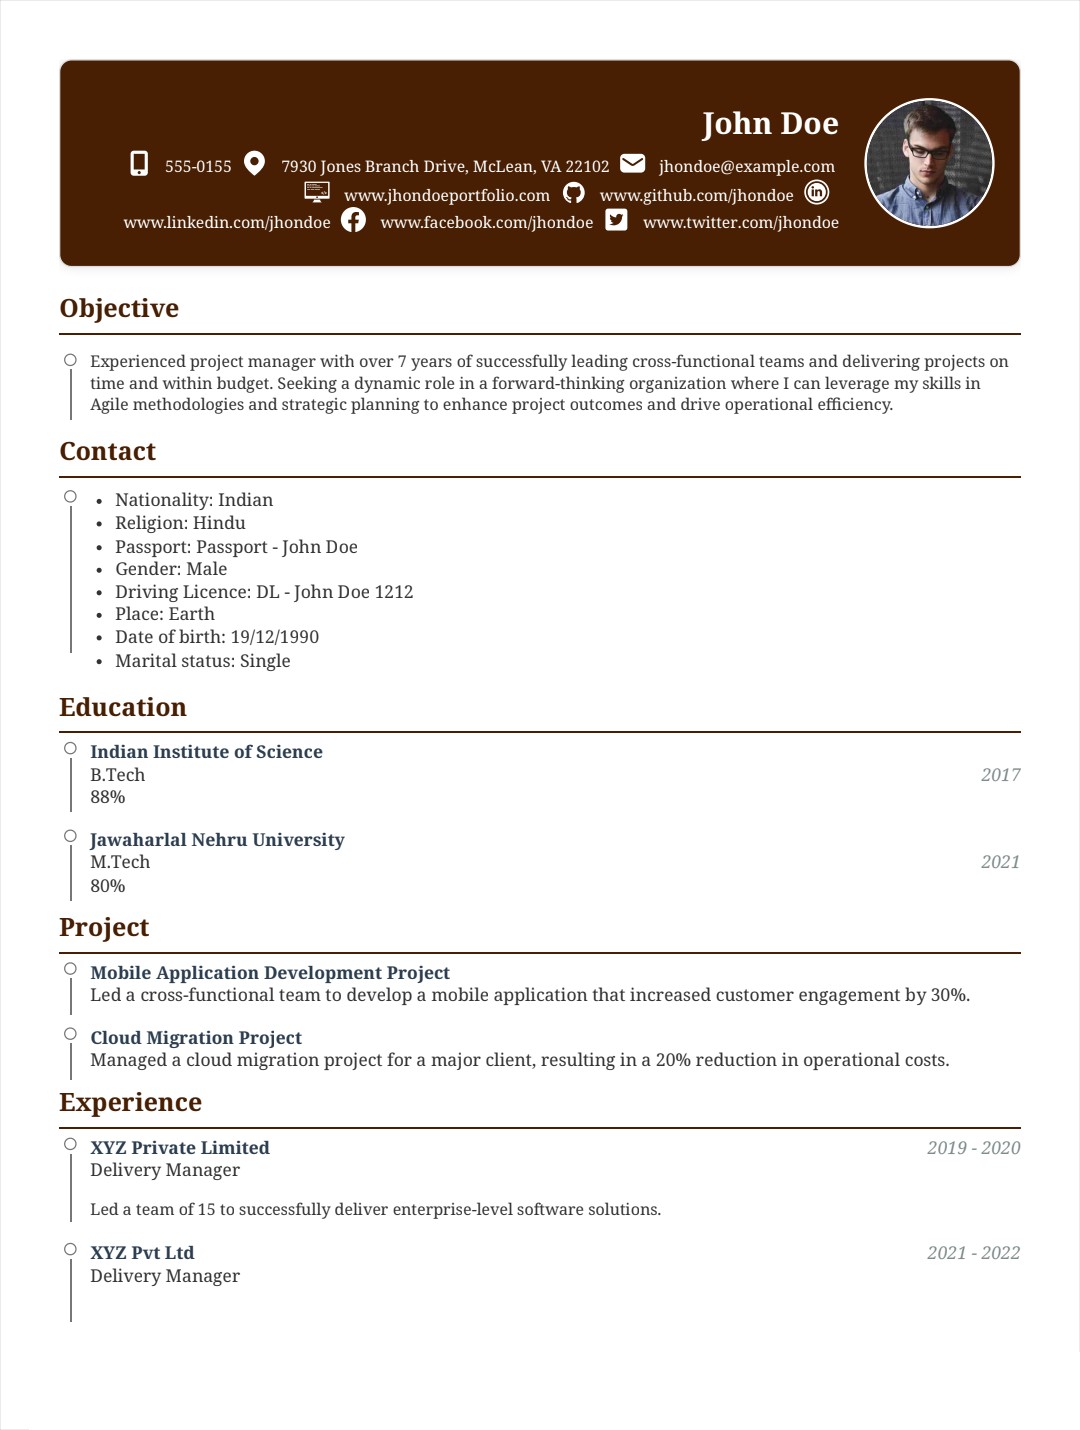 John Doe
555-0155 7930 Jones Branch Drive, McLean, VA 22102 jhondoe@example.com
www.jhondoeportfolio.com www.github.com/jhondoe
www.linkedin.com/jhondoe www.facebook.com/jhondoe www.twitter.com/jhondoe
Objective
Experienced project manager with over 7 years of successfully leading cross-functional teams and delivering projects on
time and within budget. Seeking a dynamic role in a forward-thinking organization where I can leverage my skills in
Agile methodologies and strategic planning to enhance project outcomes and drive operational efficiency.
Contact
• Nationality: Indian
• Religion: Hindu
• Passport: Passport - John Doe
• Gender: Male
• Driving Licence: DL - John Doe 1212
• Place: Earth
• Date of birth: 19/12/1990
• Marital status: Single
Education
Indian Institute of Science
B.Tech 2017
88%
Jawaharlal Nehru University
M.Tech 2021
80%
Project
Mobile Application Development Project
Led a cross-functional team to develop a mobile application that increased customer engagement by 30%.
Cloud Migration Project
Managed a cloud migration project for a major client, resulting in a 20% reduction in operational costs.
Experience
XYZ Private Limited 2019 - 2020
Delivery Manager
Led a team of 15 to successfully deliver enterprise-level software solutions.
XYZ Pvt Ltd 2021 - 2022
Delivery Manager